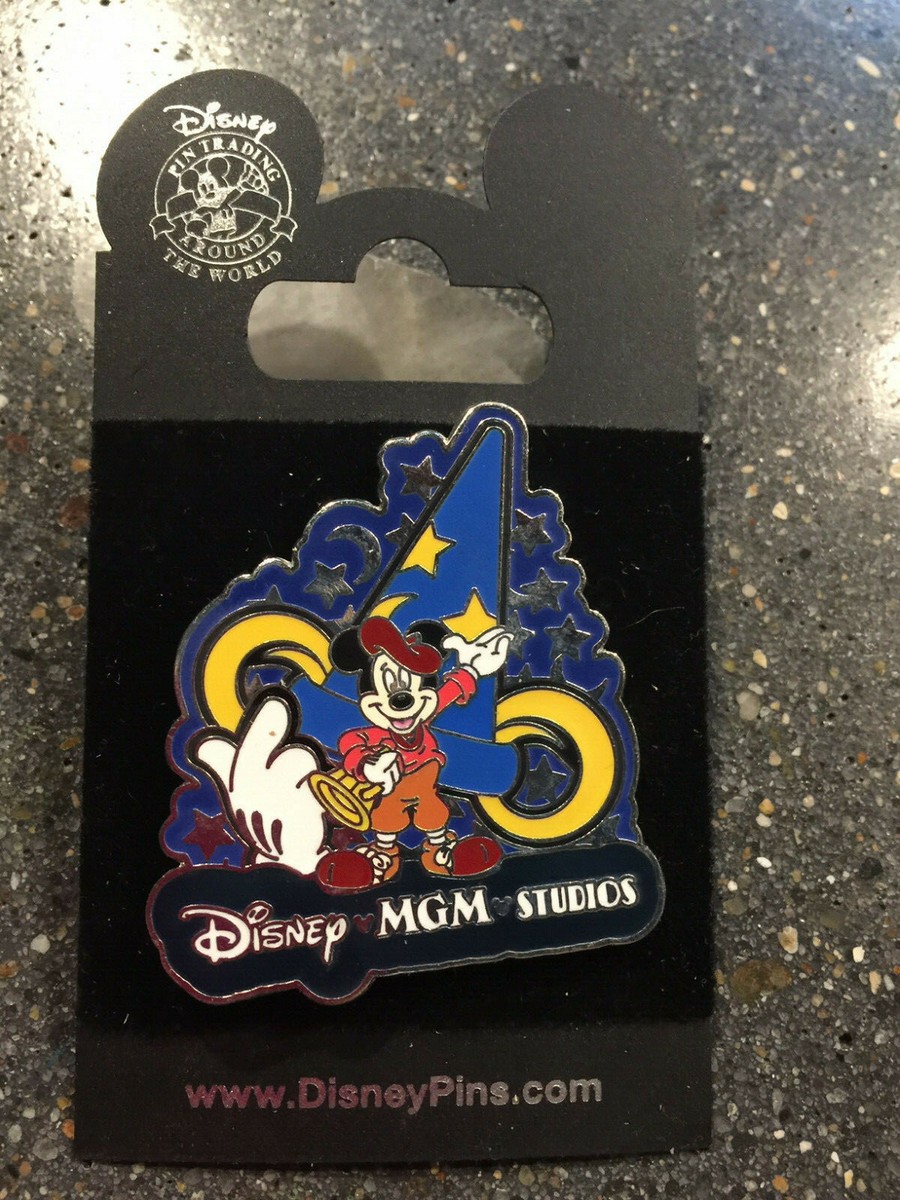 Disney
PIN TRADING
AROUND
THE WORLD
Disney MGM STUDIOS
www.DisneyPins.com